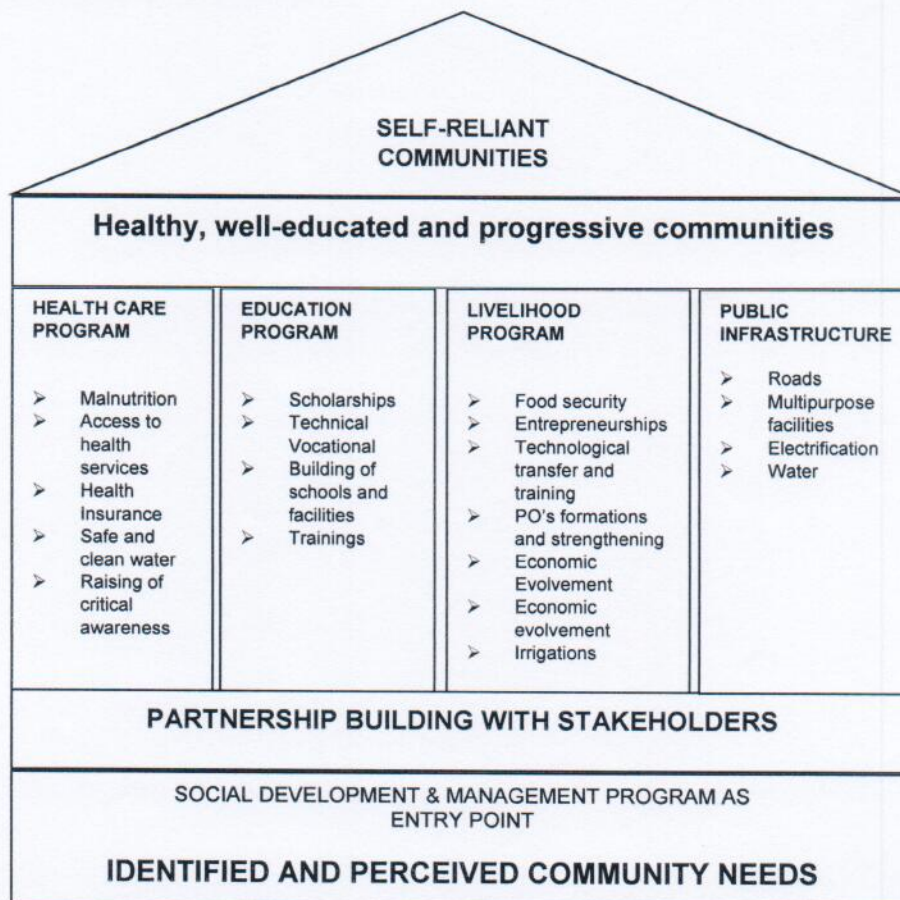 SELF-RELIANT
COMMUNITIES
Healthy, well-educated and progressive communities
HEALTH CARE
PROGRAM
➢ Malnutrition
➢ Access to
health
services
➢ Health
Insurance
➢ Safe and
clean water
➢ Raising of
critical
awareness
EDUCATION
PROGRAM
➢ Scholarships
➢ Technical
Vocational
➢ Building of
schools and
facilities
➢ Trainings
LIVELIHOOD
PROGRAM
➢ Food security
➢ Entrepreneurships
➢ Technological
transfer and
training
➢ PO's formations
and strengthening
➢ Economic
Evolvement
➢ Economic
evolvement
➢ Irrigations
PUBLIC
INFRASTRUCTURE
➢ Roads
➢ Multipurpose
facilities
➢ Electrification
➢ Water
PARTNERSHIP BUILDING WITH STAKEHOLDERS
SOCIAL DEVELOPMENT & MANAGEMENT PROGRAM AS
ENTRY POINT
IDENTIFIED AND PERCEIVED COMMUNITY NEEDS